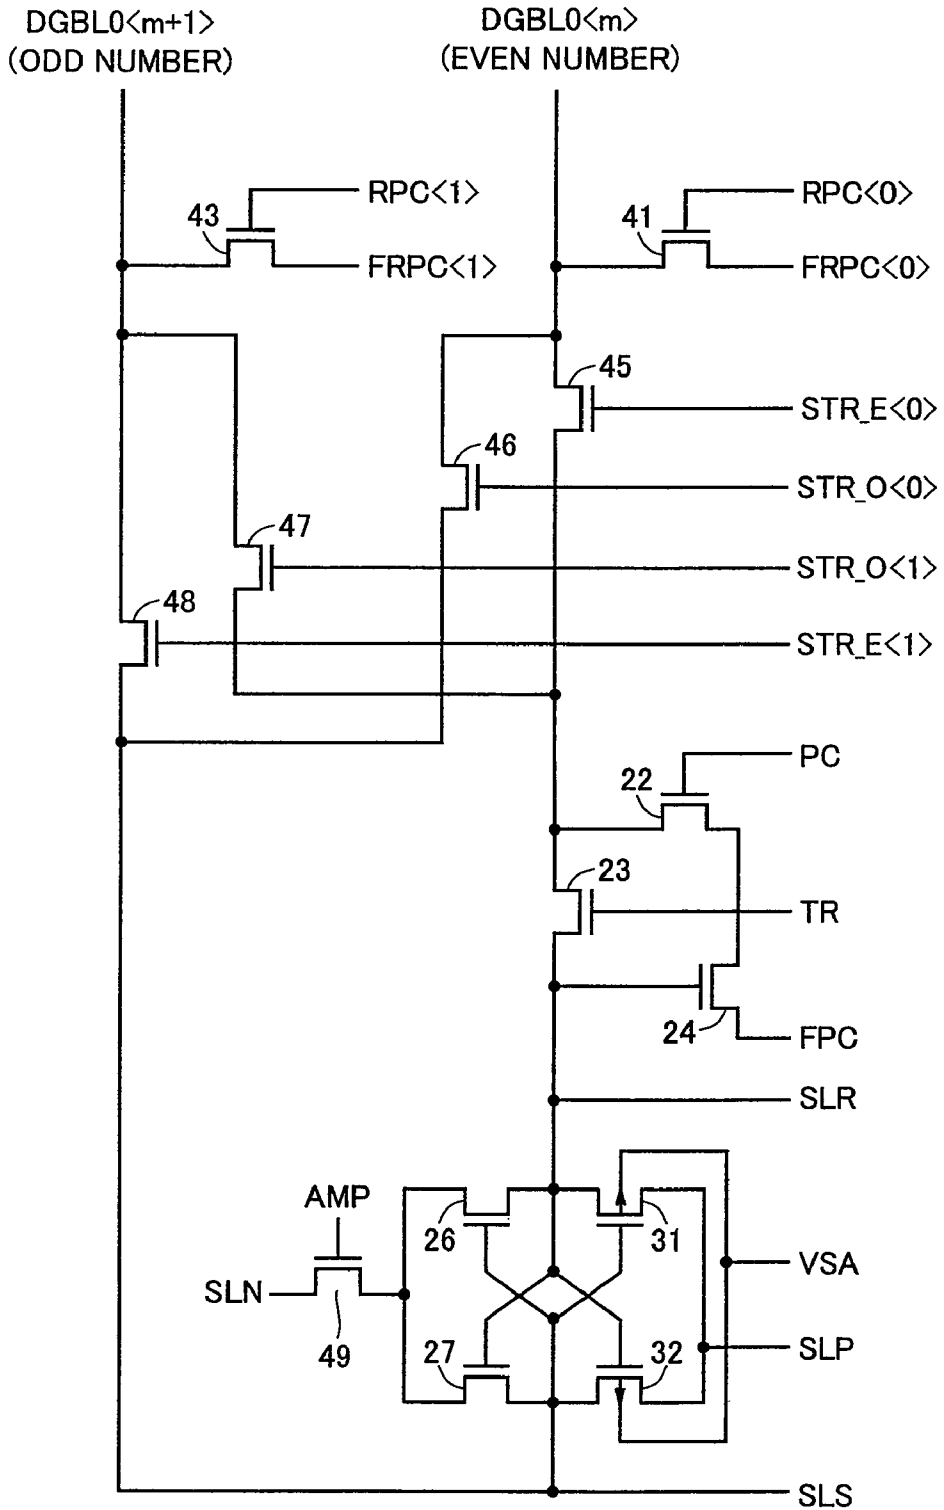 DGBL0<m+1>
(ODD NUMBER)
DGBL0<m>
(EVEN NUMBER)
RPC<1>
RPC<0>
43
41
FRPC<1>
FRPC<0>
45
STR_E<0>
46
STR_O<0>
47
STR_O<1>
48
STR_E<1>
PC
22
23
TR
24
FPC
SLR
AMP
26
31
SLN
VSA
49
27
32
SLP
SLS